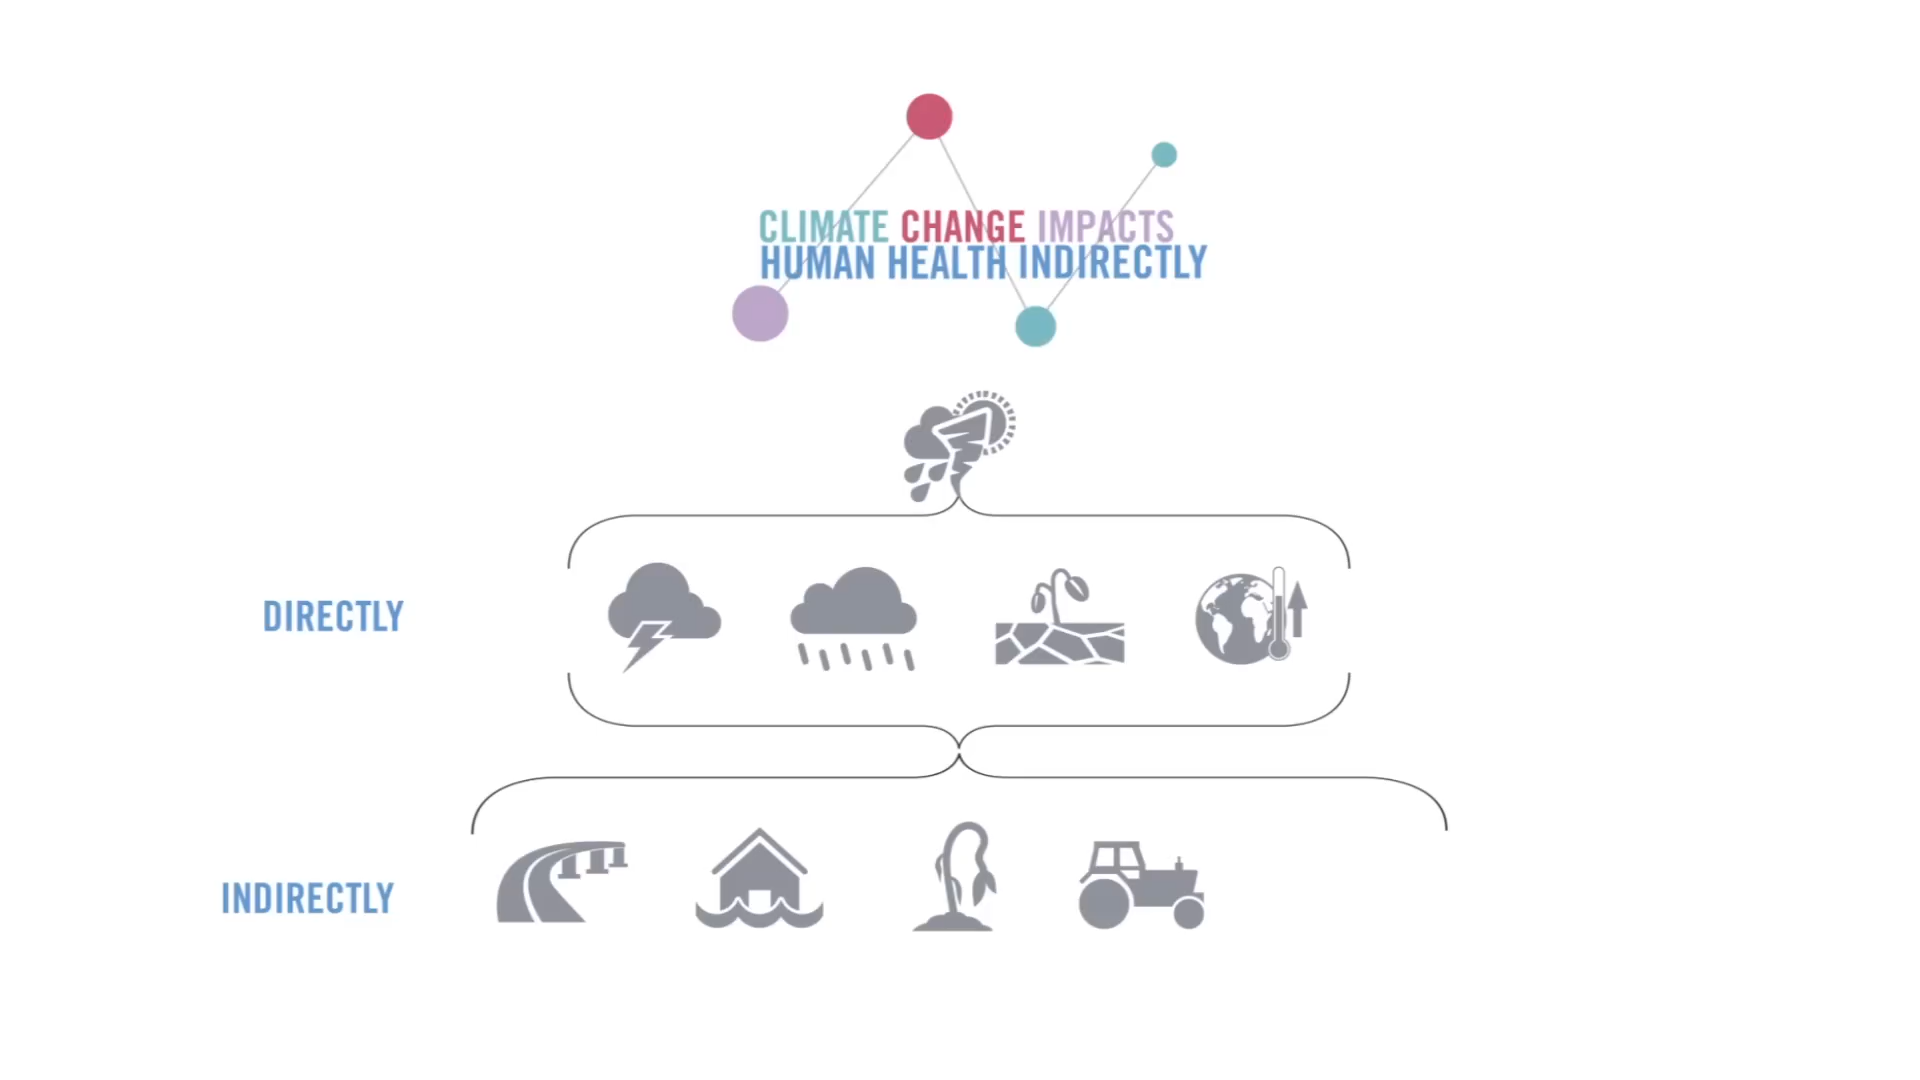 CLIMATE CHANGE IMPACTS
HUMAN HEALTH INDIRECTLY
DIRECTLY
INDIRECTLY